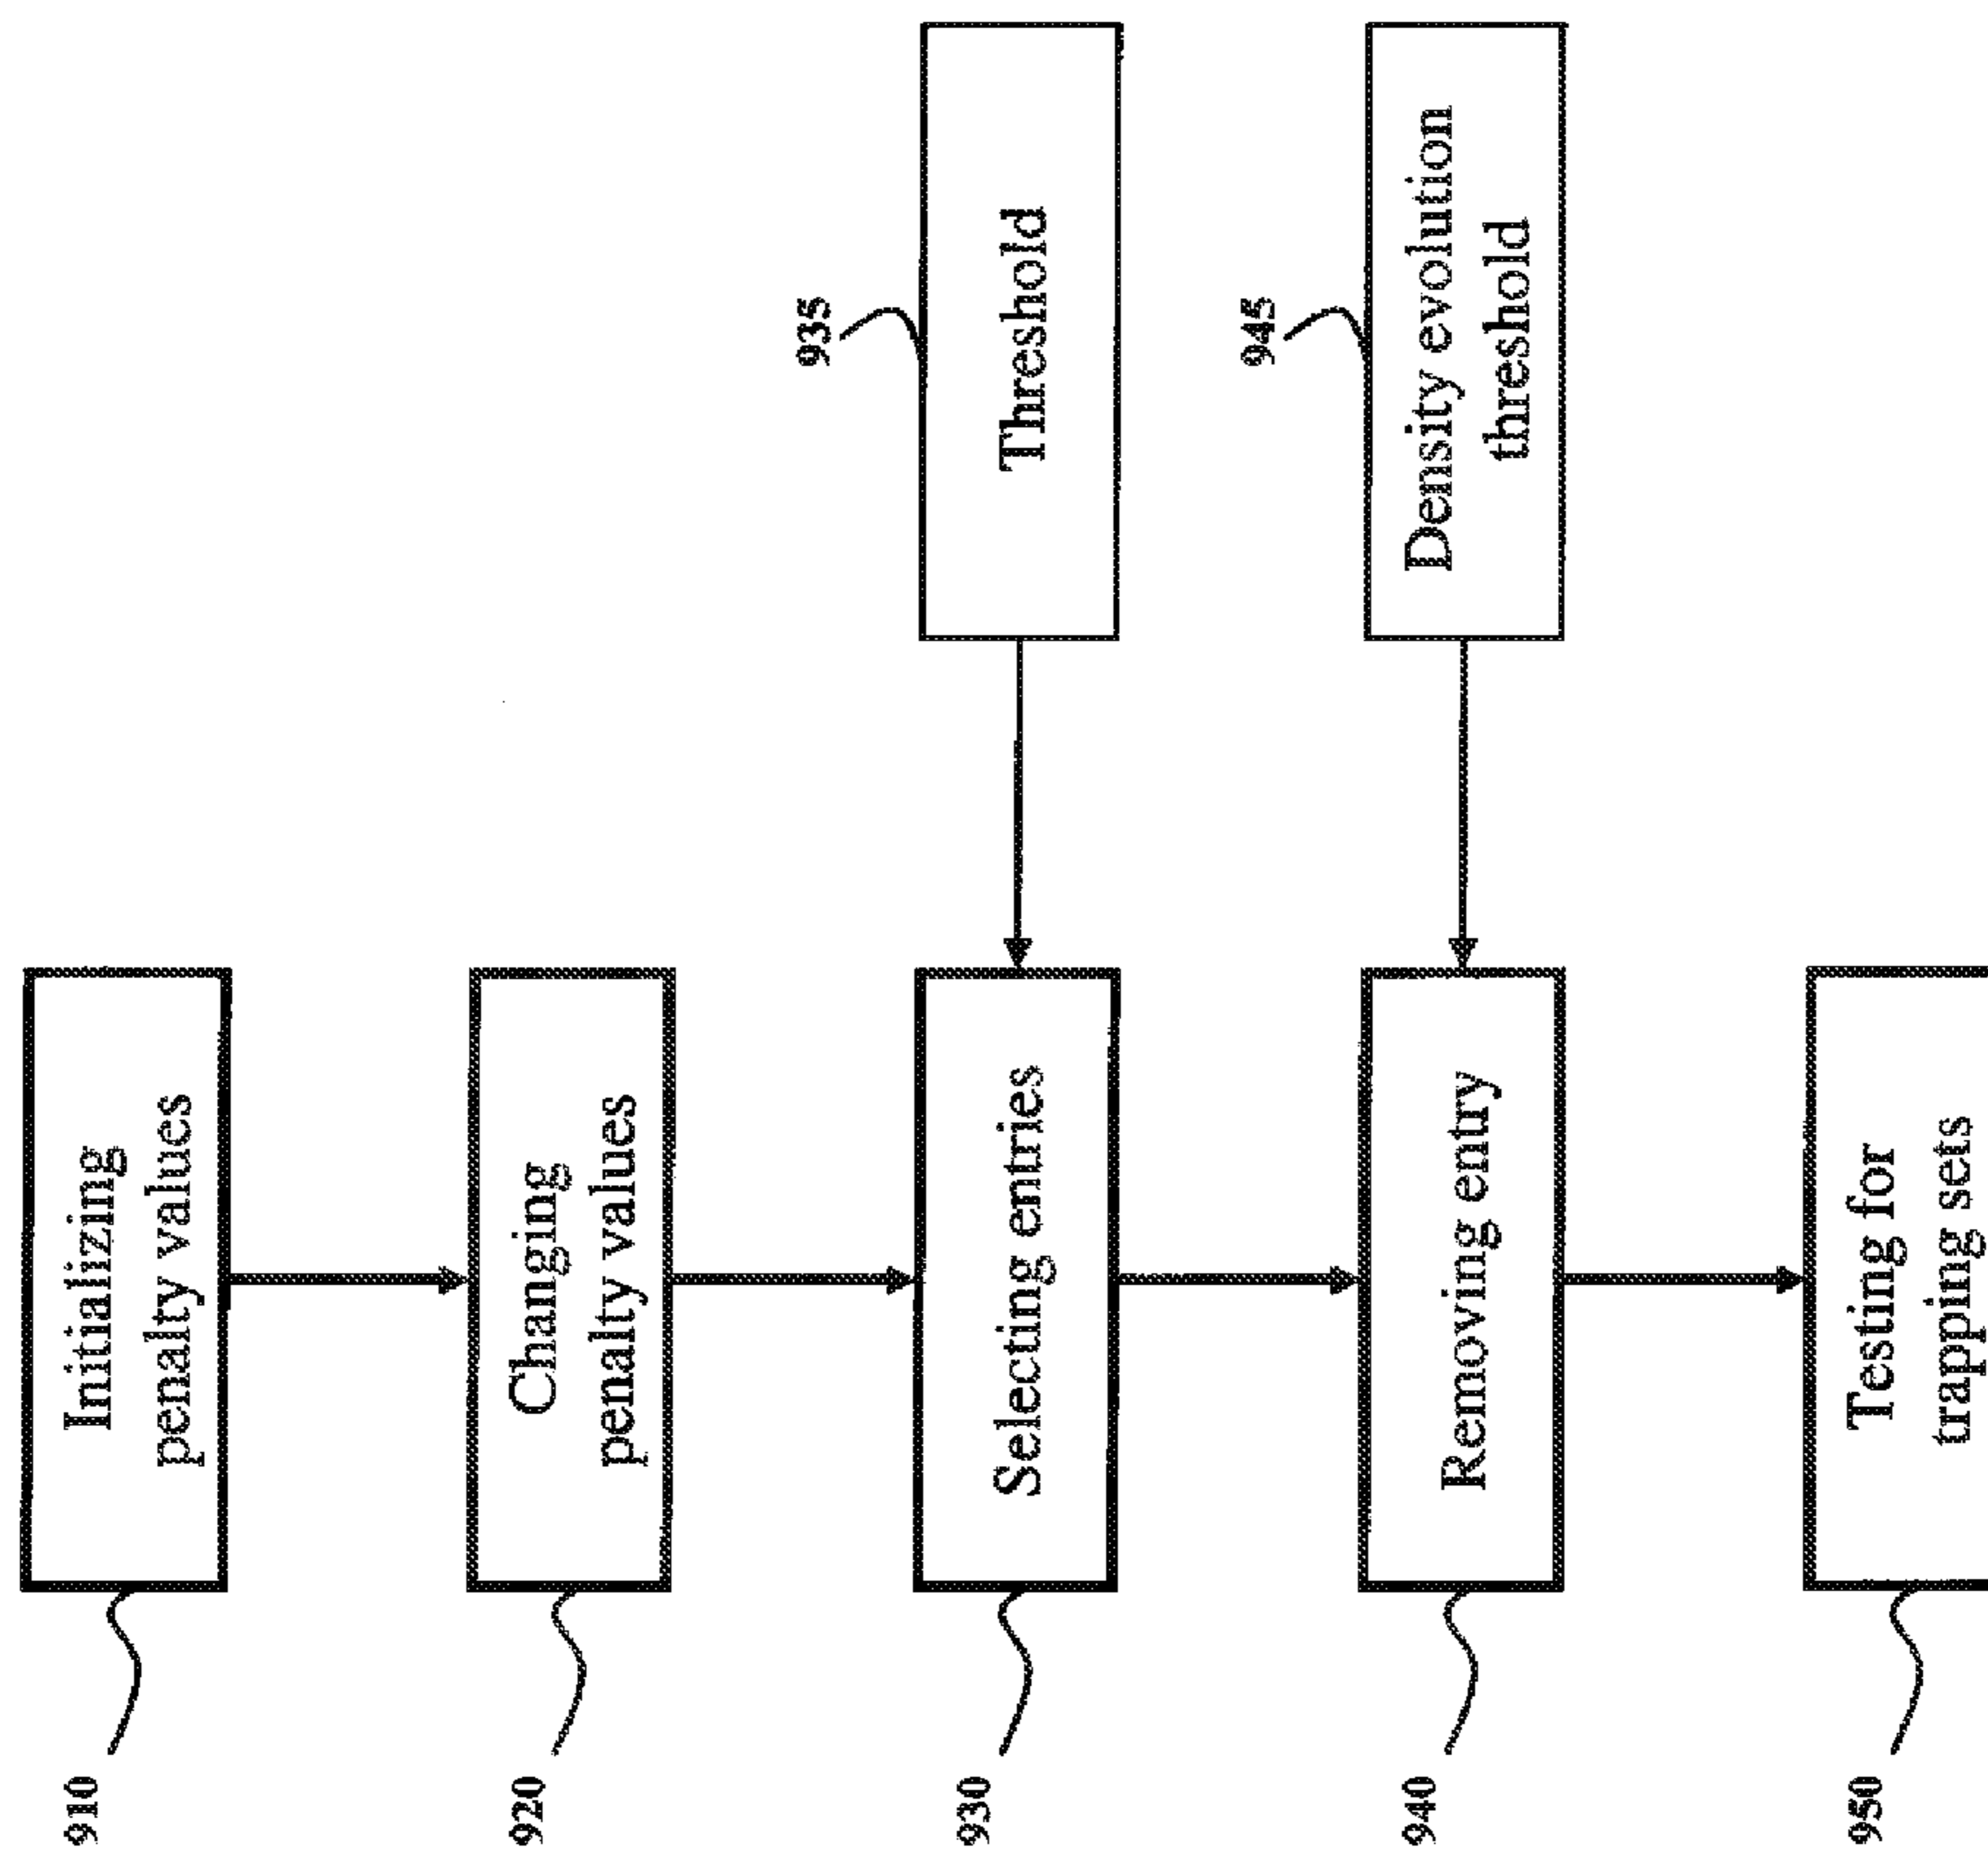 910
Initializing
penalty values
920
Changing
penalty values
930
Selecting entries
935
Threshold
940
Removing entry
945
Density evolution
threshold
950
Testing for
trapping sets